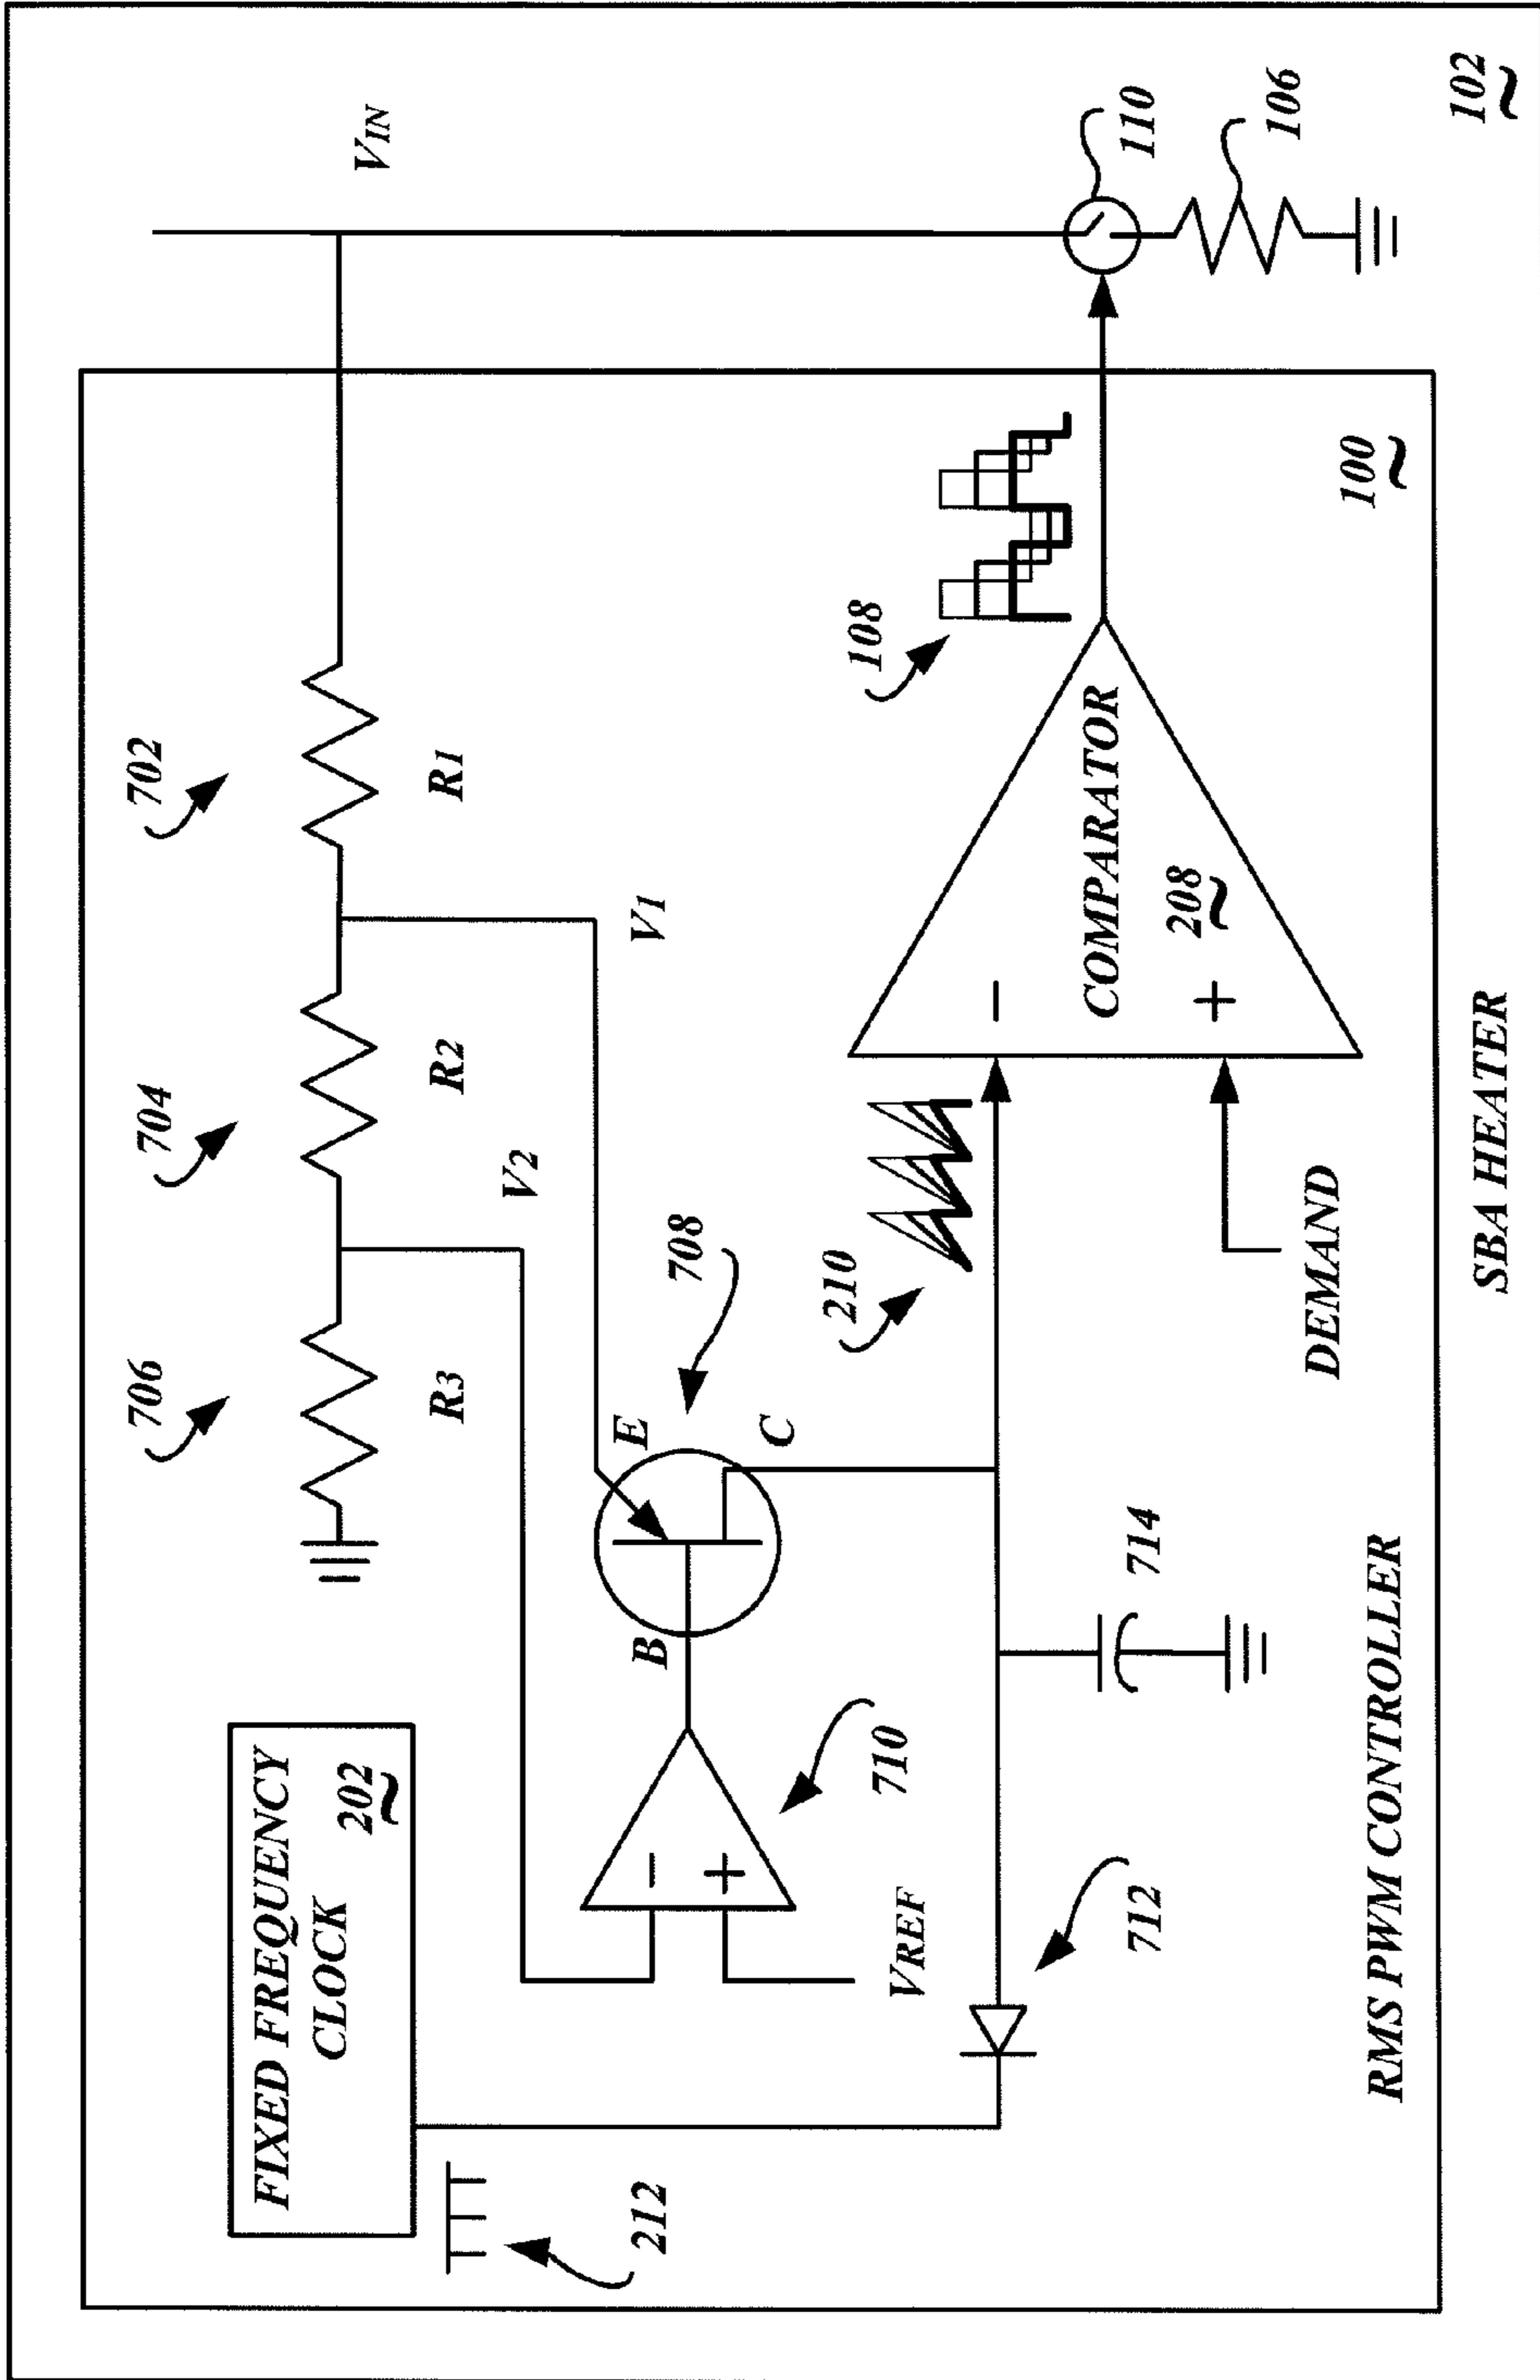 FIXED FREQUENCY
CLOCK
202
212
706
704
702
R3
R2
R1
VIN
V2
V1
B
E
C
708
−
+
710
VREF
712
714
210
108
−
+
COMPARATOR
208
DEMAND
110
106
RMS PWM CONTROLLER
100
SBA HEATER
102